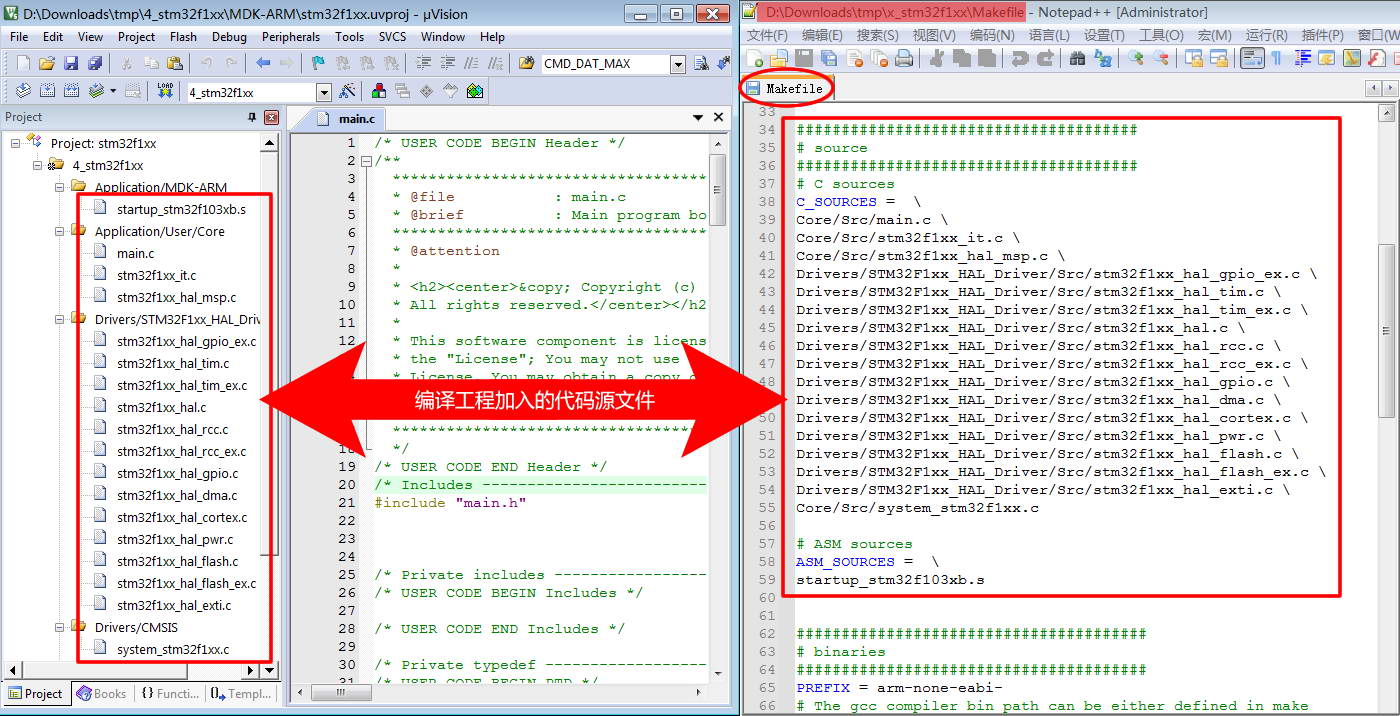 D:\Downloads\tmp\4_stm32f1xx\MDK-ARM\stm32f1xx.uvproj - µVision
File Edit View Project Flash Debug Peripherals Tools SVCS Window Help
CMD_DAT_MAX
LOAD
4_stm32f1xx
Project
Project: stm32f1xx
4_stm32f1xx
Application/MDK-ARM
startup_stm32f103xb.s
Application/User/Core
main.c
stm32f1xx_it.c
stm32f1xx_hal_msp.c
Drivers/STM32F1xx_HAL_Driv
stm32f1xx_hal_gpio_ex.c
stm32f1xx_hal_tim.c
stm32f1xx_hal_tim_ex.c
stm32f1xx_hal.c
stm32f1xx_hal_rcc.c
stm32f1xx_hal_rcc_ex.c
stm32f1xx_hal_gpio.c
stm32f1xx_hal_dma.c
stm32f1xx_hal_cortex.c
stm32f1xx_hal_pwr.c
stm32f1xx_hal_flash.c
stm32f1xx_hal_flash_ex.c
stm32f1xx_hal_exti.c
Drivers/CMSIS
system_stm32f1xx.c
Project Books {} Functi... Templ...
main.c
1 /* USER CODE BEGIN Header */
2 /**
3 ***********************************
4 * @file : main.c
5 * @brief : Main program bo
6 ***********************************
7 * @attention
8 *
9 * <h2><center>&copy; Copyright (c)
10 * All rights reserved.</center></h2
11 *
12 * This software component is licens
* the "License"; You may not use
* License. You may obtain a copy
***********************************
18 */
19 /* USER CODE END Header */
20 /* Includes -------------------------
21 #include "main.h"
22
23
24
25 /* Private includes -----------------
26 /* USER CODE BEGIN Includes */
27
28 /* USER CODE END Includes */
29
30 /* Private typedef ------------------
31 /* USER CODE BEGIN PTD */
编译工程加入的代码源文件
D:\Downloads\tmp\x_stm32f1xx\Makefile - Notepad++ [Administrator]
文件(F) 编辑(E) 搜索(S) 视图(V) 编码(N) 语言(L) 设置(T) 工具(O) 宏(M) 运行(R) 插件(P) 窗口(W
Makefile
33
34 ######################################
35 # source
36 ######################################
37 # C sources
38 C_SOURCES = \
39 Core/Src/main.c \
40 Core/Src/stm32f1xx_it.c \
41 Core/Src/stm32f1xx_hal_msp.c \
42 Drivers/STM32F1xx_HAL_Driver/Src/stm32f1xx_hal_gpio_ex.c \
43 Drivers/STM32F1xx_HAL_Driver/Src/stm32f1xx_hal_tim.c \
44 Drivers/STM32F1xx_HAL_Driver/Src/stm32f1xx_hal_tim_ex.c \
45 Drivers/STM32F1xx_HAL_Driver/Src/stm32f1xx_hal.c \
46 Drivers/STM32F1xx_HAL_Driver/Src/stm32f1xx_hal_rcc.c \
47 Drivers/STM32F1xx_HAL_Driver/Src/stm32f1xx_hal_rcc_ex.c \
48 Drivers/STM32F1xx_HAL_Driver/Src/stm32f1xx_hal_gpio.c \
Drivers/STM32F1xx_HAL_Driver/Src/stm32f1xx_hal_dma.c \
50 Drivers/STM32F1xx_HAL_Driver/Src/stm32f1xx_hal_cortex.c \
51 Drivers/STM32F1xx_HAL_Driver/Src/stm32f1xx_hal_pwr.c \
52 Drivers/STM32F1xx_HAL_Driver/Src/stm32f1xx_hal_flash.c \
53 Drivers/STM32F1xx_HAL_Driver/Src/stm32f1xx_hal_flash_ex.c \
54 Drivers/STM32F1xx_HAL_Driver/Src/stm32f1xx_hal_exti.c \
55 Core/Src/system_stm32f1xx.c
56
57 # ASM sources
58 ASM_SOURCES = \
59 startup_stm32f103xb.s
60
61
62 #######################################
63 # binaries
64 #######################################
65 PREFIX = arm-none-eabi-
66 # The gcc compiler bin path can be either defined in make